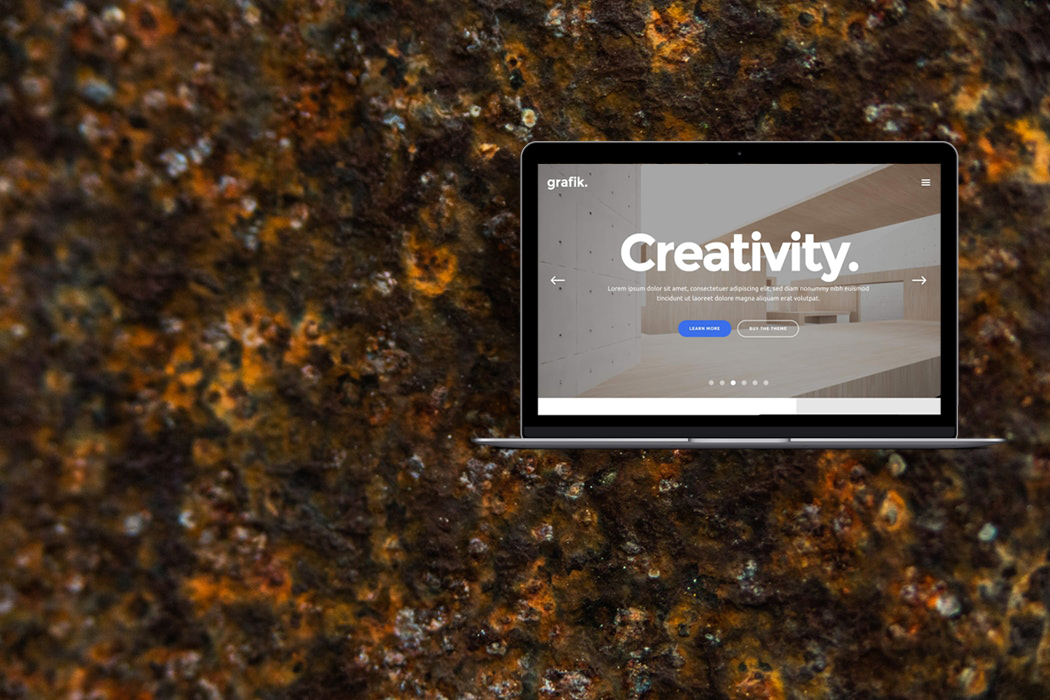 grafik.
Creativity.
Lorem ipsum dolor sit amet, consectetuer adipiscing elit, sed diam nonummy nibh euismod
tincidunt ut laoreet dolore magna aliquam erat volutpat.
LEARN MORE
BUY THE THEME